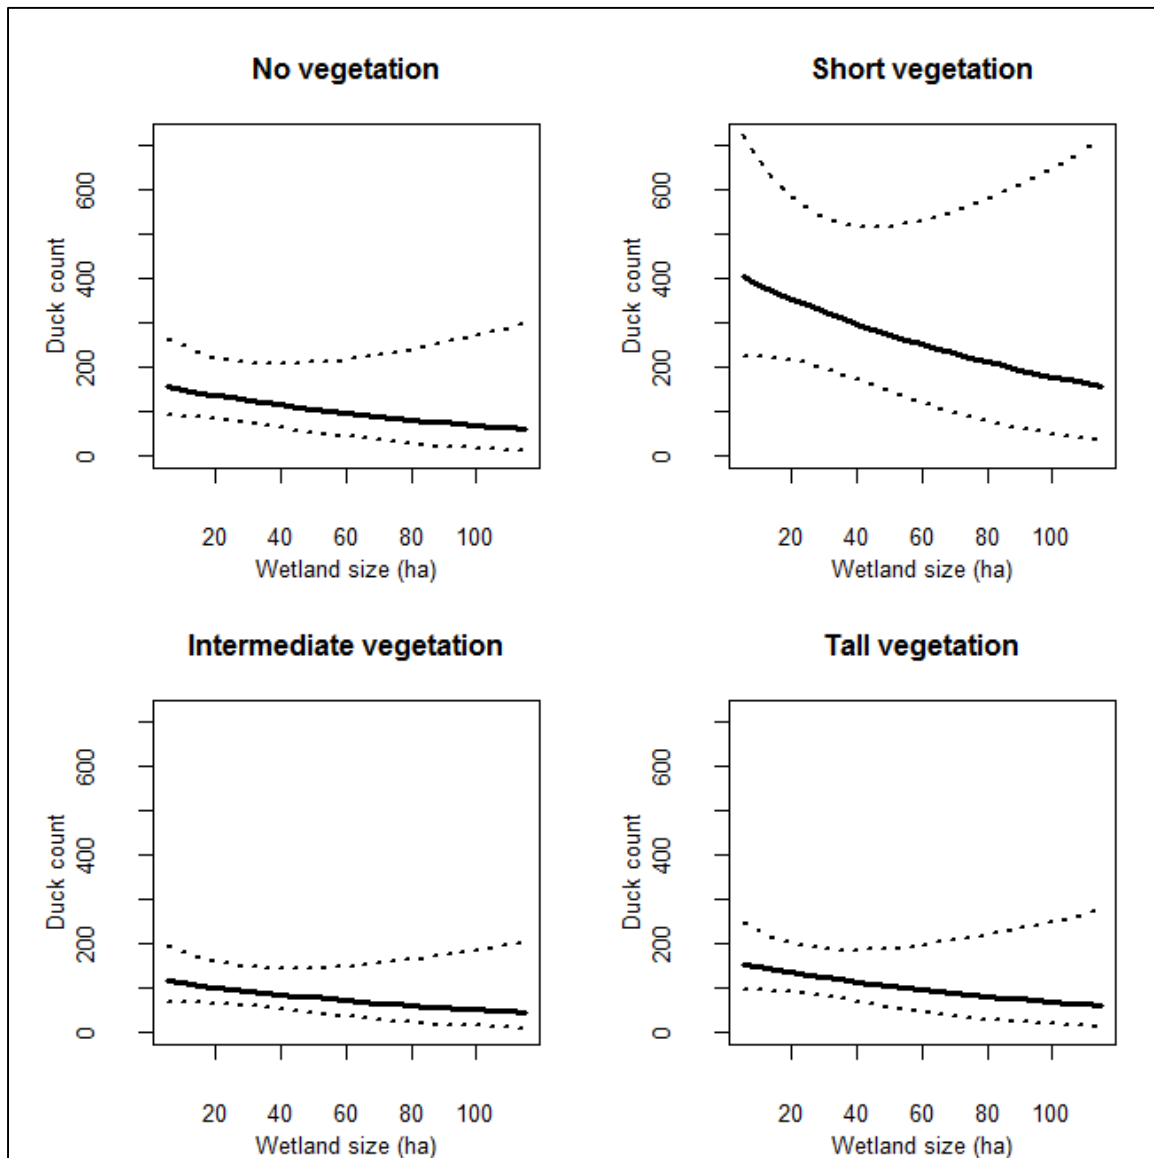 No vegetation
Short vegetation
Duck count
600
400
200
0
20 40 60 80 100
Wetland size (ha)
Duck count
600
400
200
0
20 40 60 80 100
Wetland size (ha)
Intermediate vegetation
Tall vegetation
Duck count
600
400
200
0
20 40 60 80 100
Wetland size (ha)
Duck count
600
400
200
0
20 40 60 80 100
Wetland size (ha)